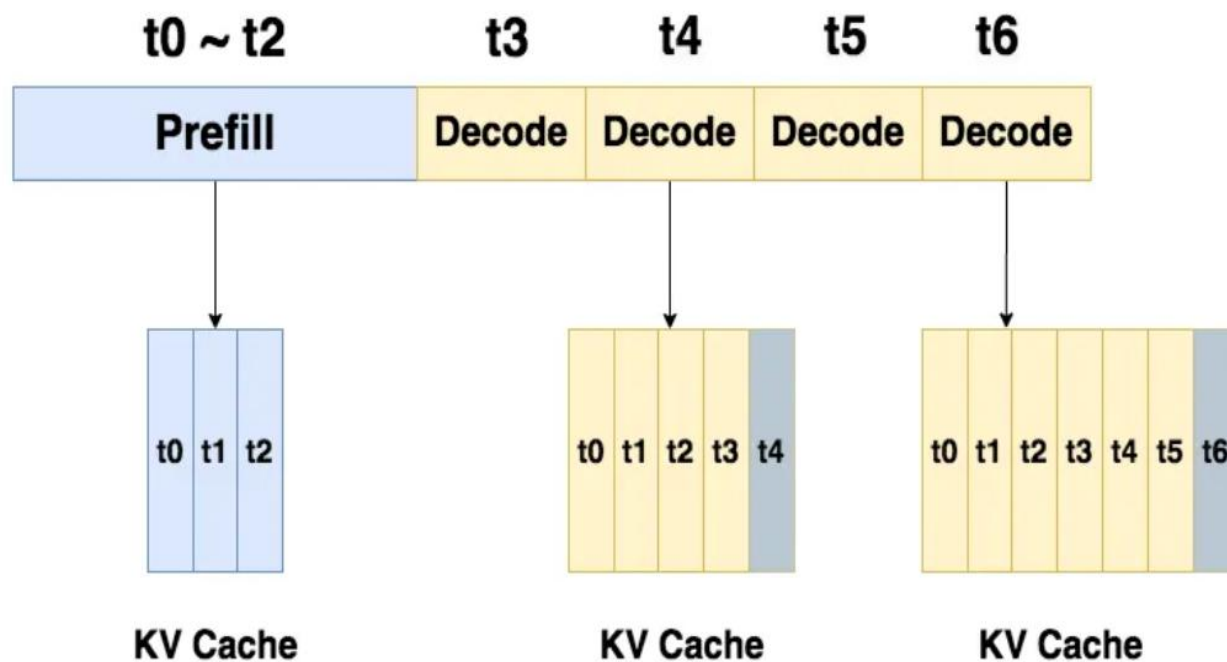 t0 ~ t2 t3 t4 t5 t6
Prefill Decode Decode Decode Decode
t0 t1 t2 t0 t1 t2 t3 t4 t0 t1 t2 t3 t4 t5 t6
KV Cache KV Cache KV Cache